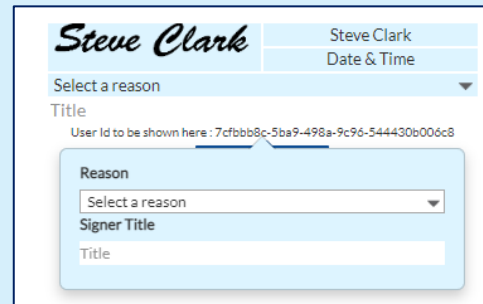 Steve Clark
Steve Clark
Date & Time
Select a reason
Title
User Id to be shown here : 7cfbbb8c-5ba9-498a-9c96-544430b006c8
Reason
Select a reason
Signer Title
Title